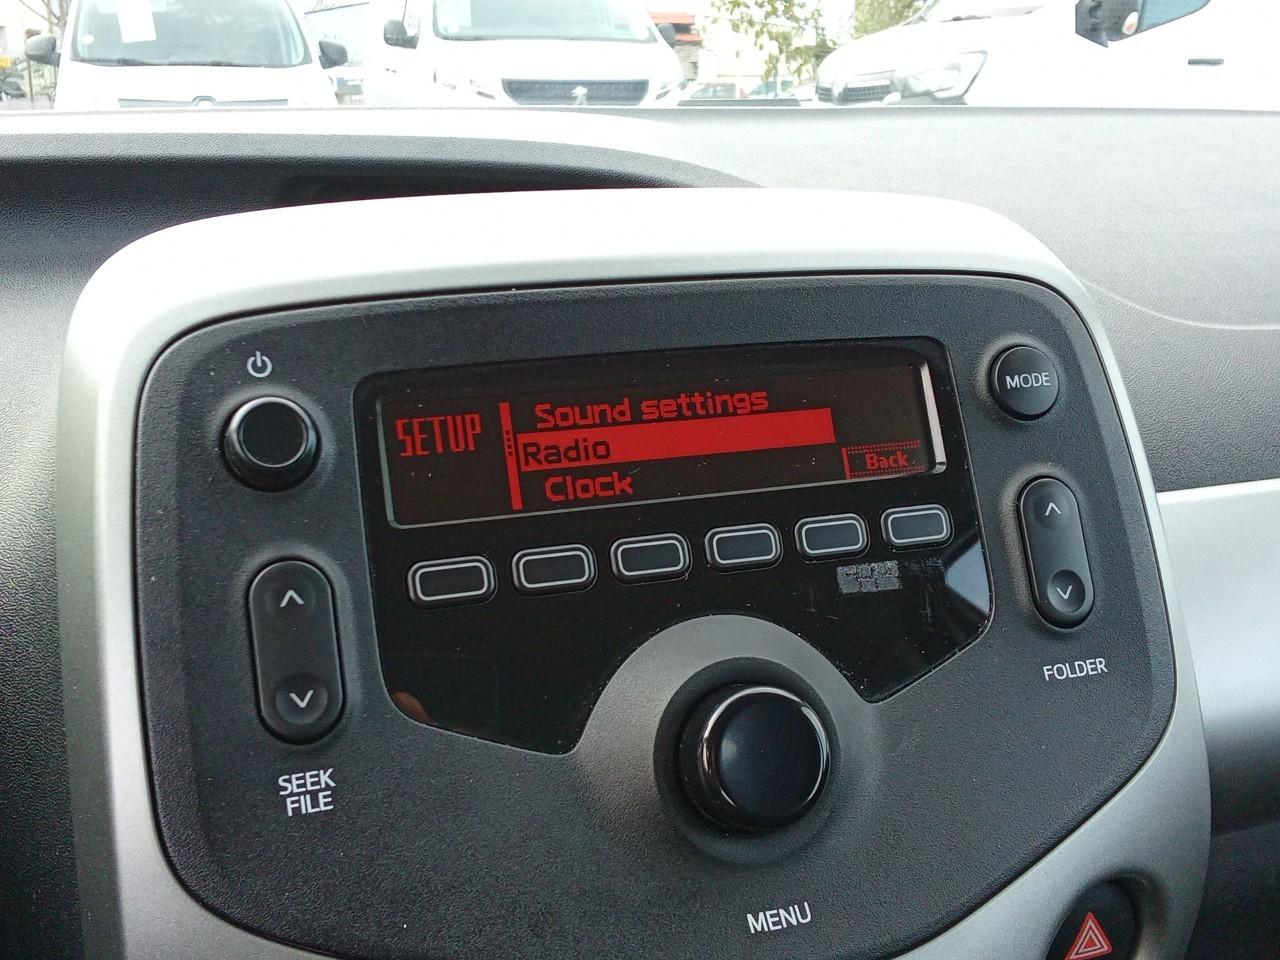 SETUP
Sound settings
Radio
Clock
Back
MODE
FOLDER
SEEK
FILE
MENU